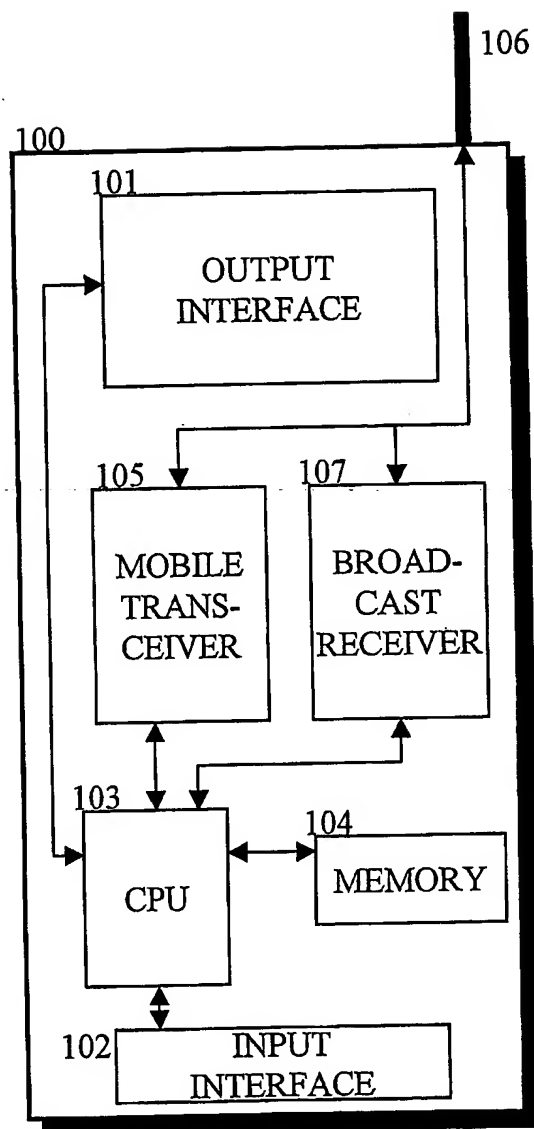 106
100
101
OUTPUT
INTERFACE
105
107
MOBILE
TRANS-
CEIVER
BROAD-
CAST
RECEIVER
103
104
CPU
MEMORY
102
INPUT
INTERFACE